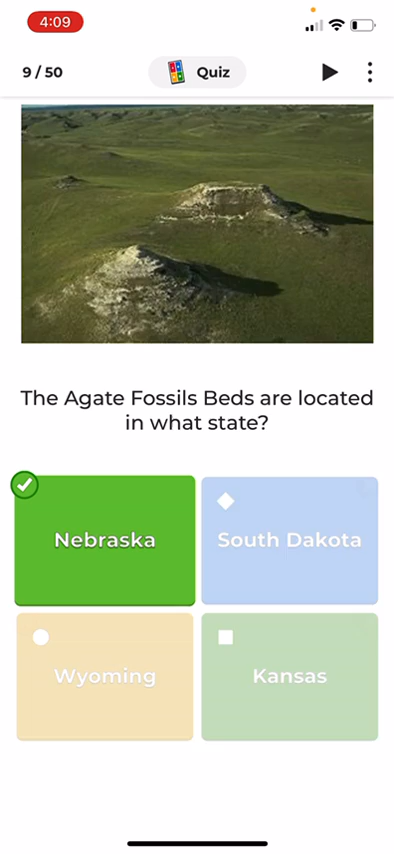 4:09
9 / 50
Quiz
The Agate Fossils Beds are located
in what state?
Nebraska
South Dakota
Wyoming
Kansas